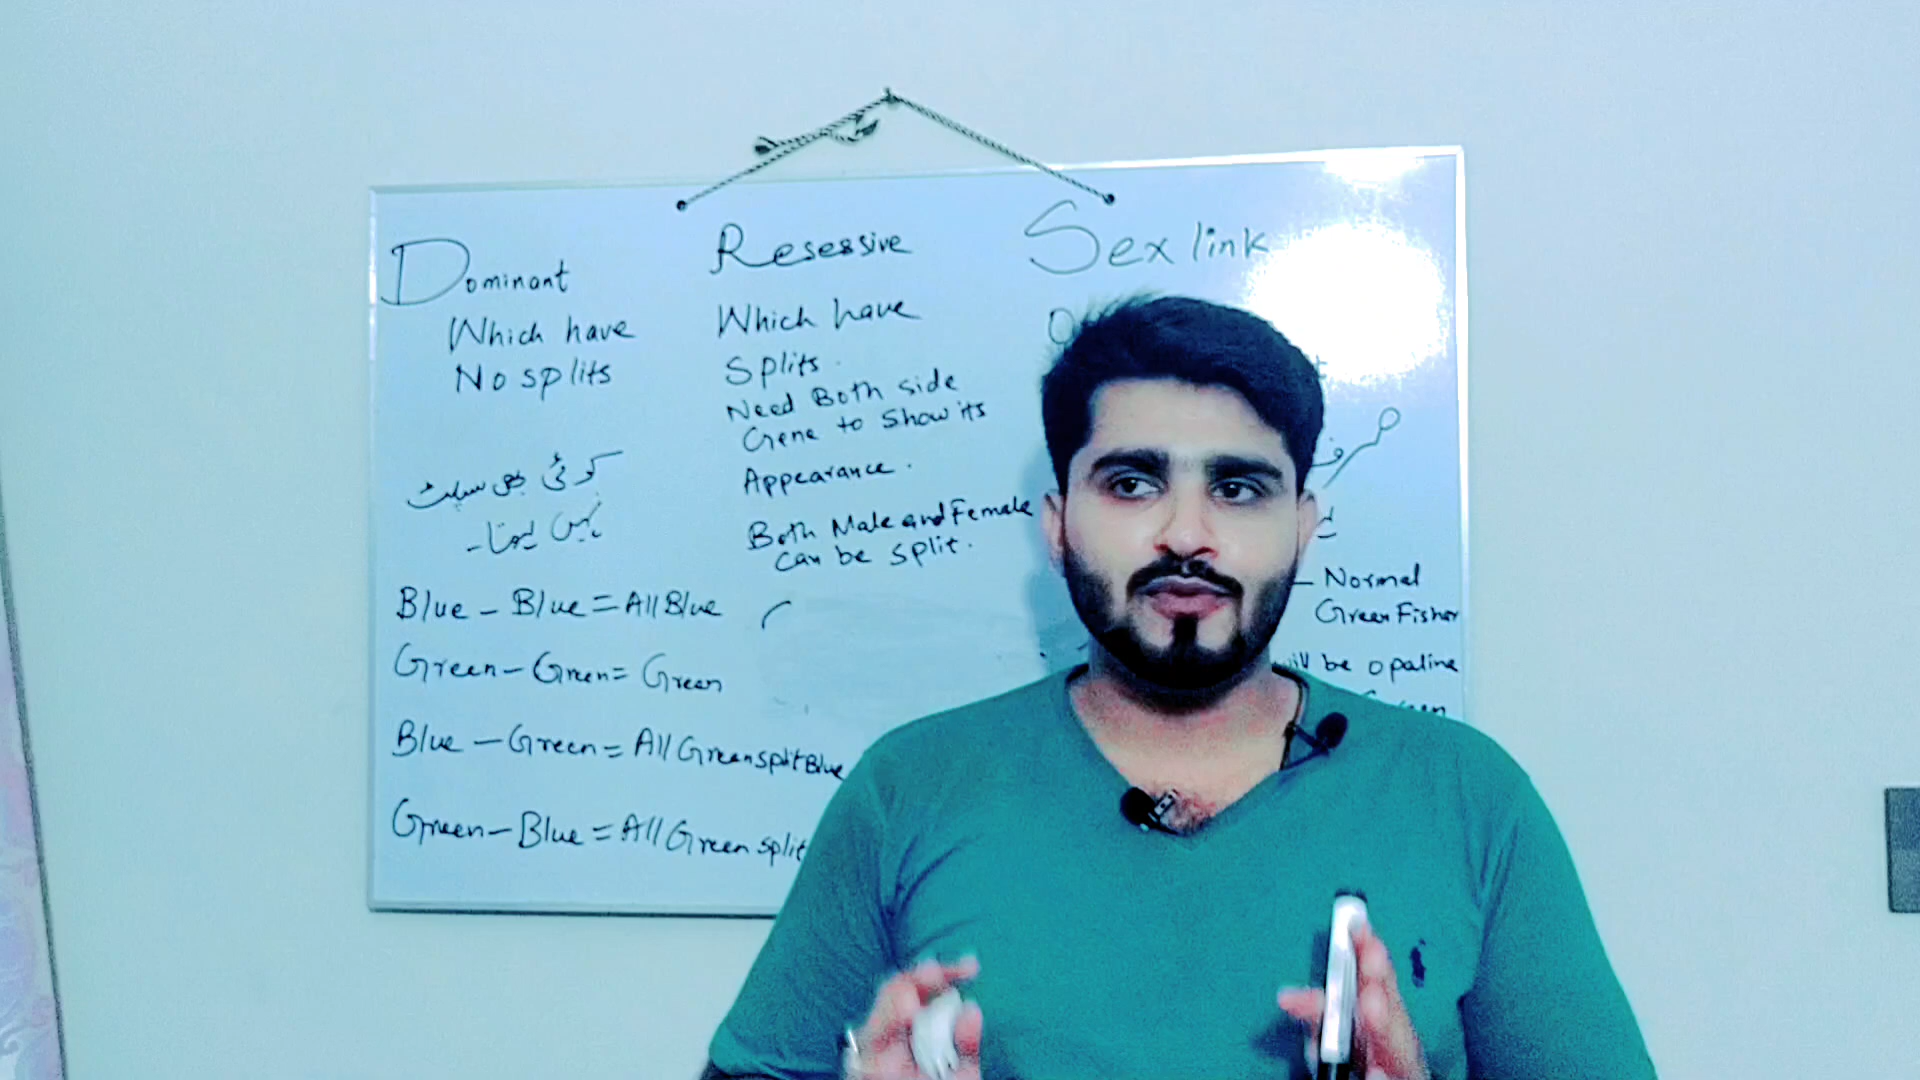 Dominant
Which have
No splits
کوئی بھی سپلٹ
نہیں ہوتا۔
Blue - Blue = All Blue
Green - Green = Green
Blue - Green = All Green split Blue
Green - Blue = All Green split
Resessive
Which have
Splits.
Need Both side
Gene to show its
Appearance.
Both Male and Female
Can be split.
Sex link
صرف
- Normal
Green Fisher
will be opaline